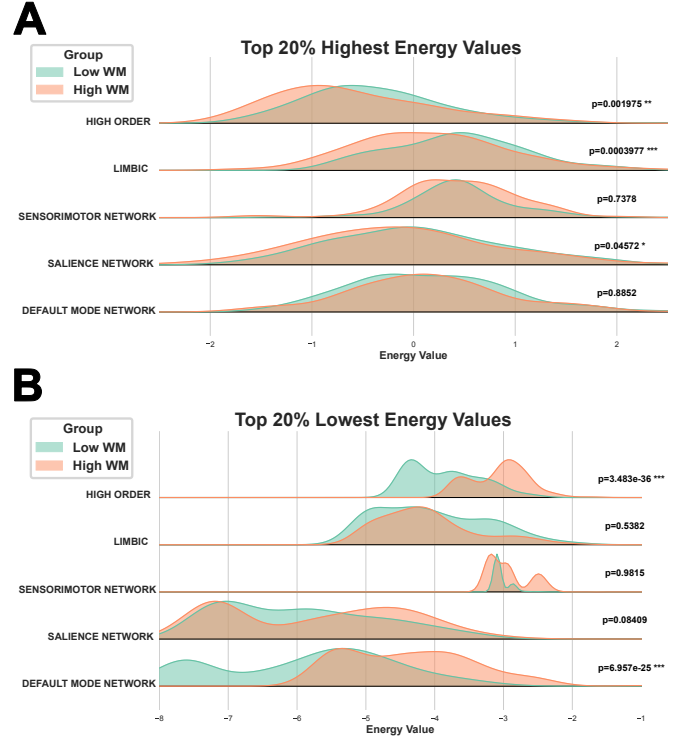 A
Top 20% Highest Energy Values
Group
Low WM
High WM
HIGH ORDER
p=0.001975 **
LIMBIC
p=0.0003977 ***
SENSORIMOTOR NETWORK
p=0.7378
SALIENCE NETWORK
p=0.04572 *
DEFAULT MODE NETWORK
p=0.8852
−2 −1 0 1 2
Energy Value
B
Top 20% Lowest Energy Values
Group
Low WM
High WM
HIGH ORDER
p=3.483e-36 ***
LIMBIC
p=0.5382
SENSORIMOTOR NETWORK
p=0.9815
SALIENCE NETWORK
p=0.08409
DEFAULT MODE NETWORK
p=6.957e-25 ***
−8 −7 −6 −5 −4 −3 −2 −1
Energy Value